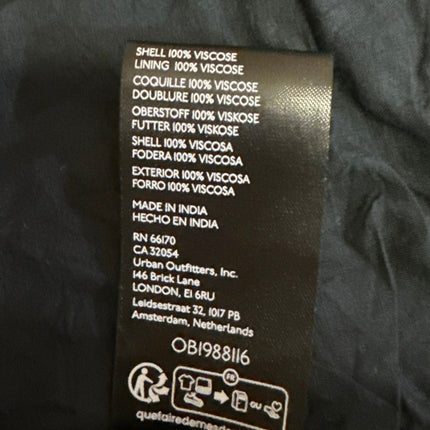 SHELL 100% VISCOSE
LINING 100% VISCOSE
COQUILLE 100% VISCOSE
DOUBLURE 100% VISCOSE
OBERSTOFF 100% VISKOSE
FUTTER 100% VISKOSE
SHELL 100% VISCOSA
FODERA 100% VISCOSA
EXTERIOR 100% VISCOSA
FORRO 100% VISCOSA
MADE IN INDIA
HECHO EN INDIA
RN 66170
CA 32054
Urban Outfitters, Inc.
146 Brick Lane
LONDON, E1 6RU
Leidsestraat 32, 1017 PB
Amsterdam, Netherlands
OB1988116
FR
OU